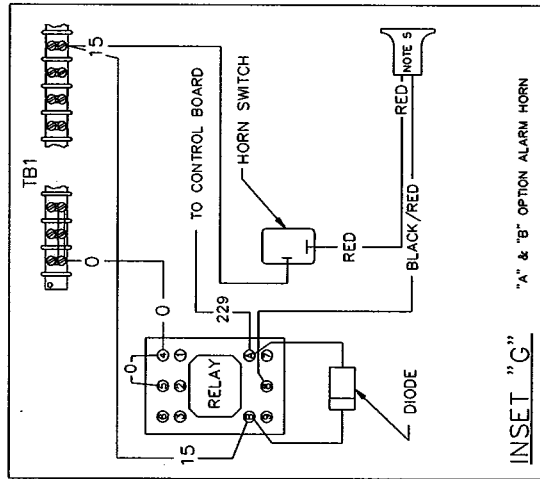 TB1
15
0
TO CONTROL BOARD
HORN SWITCH
0
0
229
RED
NOTE 5
4
1
A
7
5
2
RELAY
8
6
3
B
9
RED
BLACK/RED
15
DIODE
"A" & "B" OPTION ALARM HORN
INSET "G"